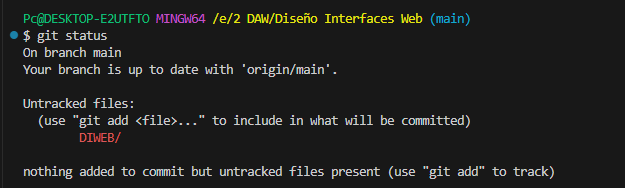 Pc@DESKTOP-E2UTFTO MINGW64 /e/2 DAW/Diseño Interfaces Web (main)
$ git status
On branch main
Your branch is up to date with 'origin/main'.
Untracked files:
(use "git add <file>..." to include in what will be committed)
DIWEB/
nothing added to commit but untracked files present (use "git add" to track)